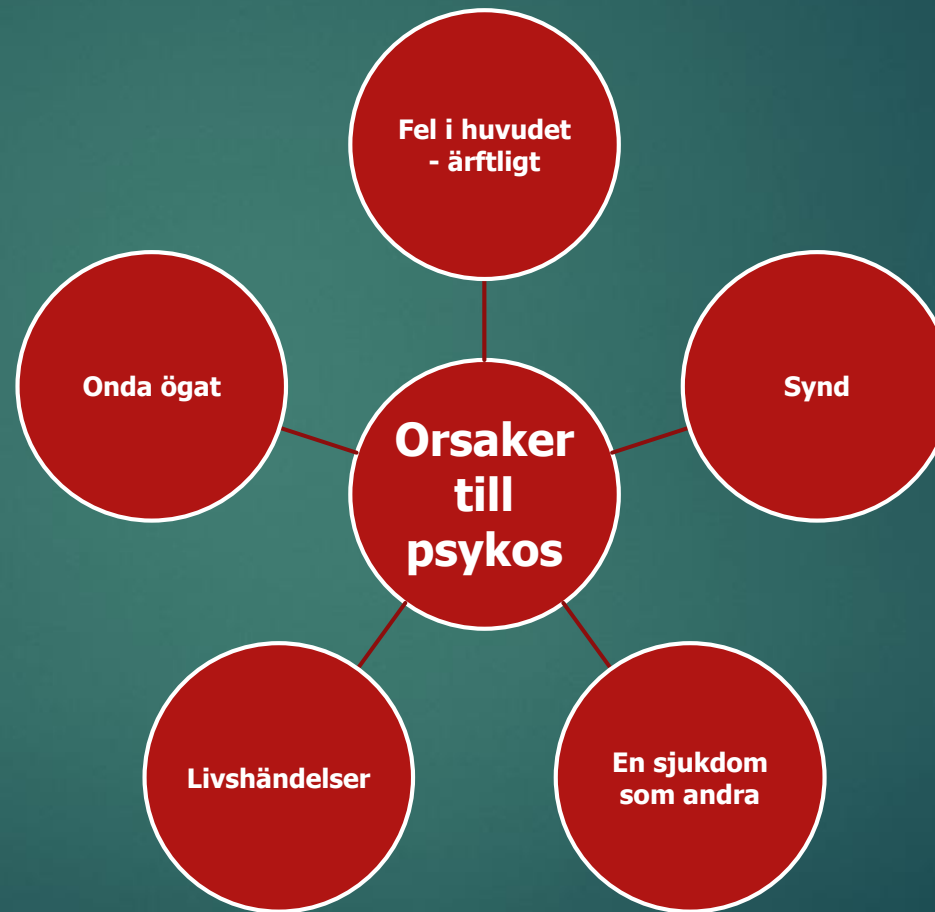 Fel i huvudet
- ärftligt
Onda ögat
Synd
Orsaker
till
psykos
Livshändelser
En sjukdom
som andra